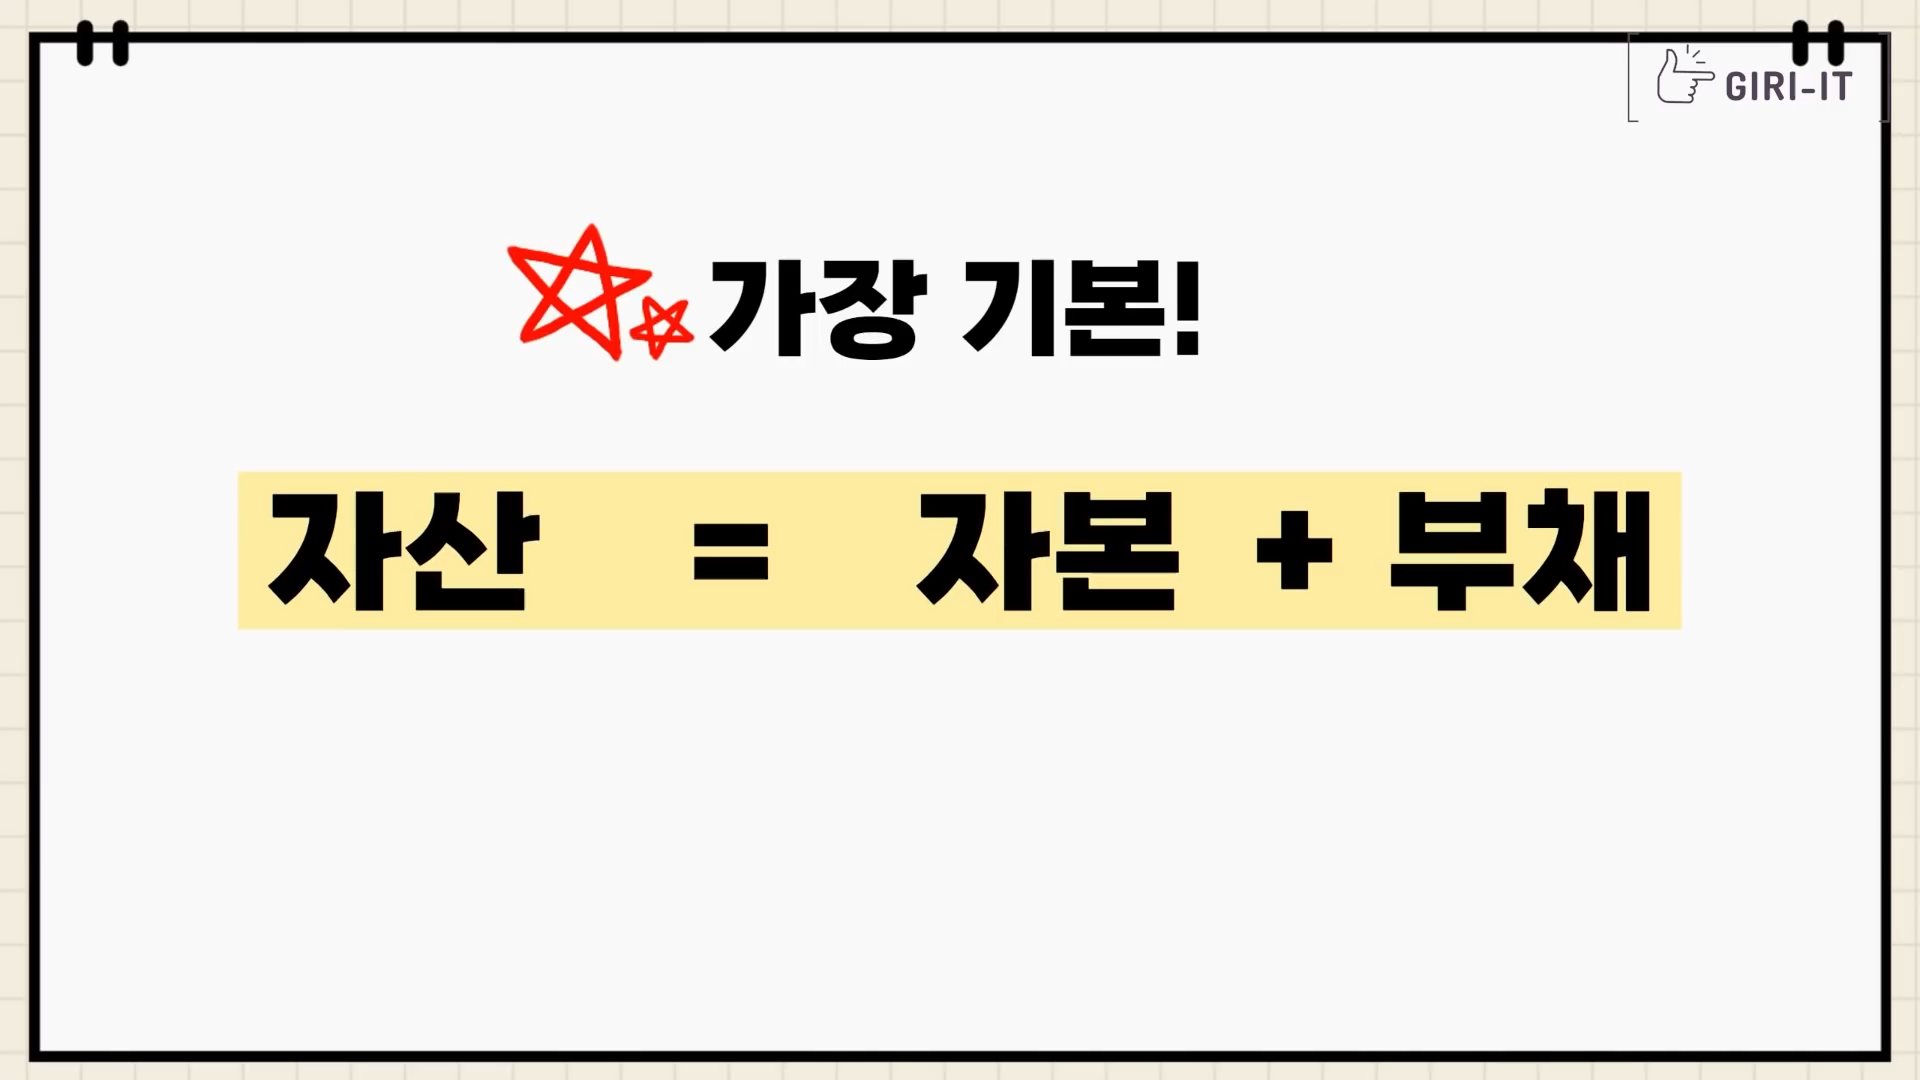 GIRI-IT
가장 기본!
자산 = 자본 + 부채